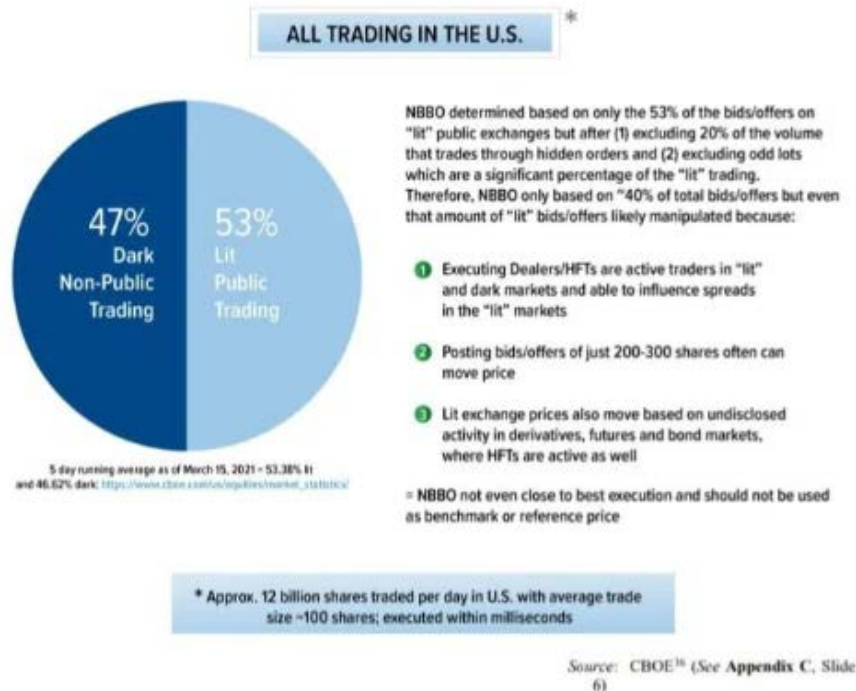 ALL TRADING IN THE U.S.
*
47%
Dark
Non-Public
Trading
53%
Lit
Public
Trading
5 day running average as of March 15, 2021 - 53.38% lit
and 46.62% dark: https://www.cboe.com/us/equities/market_statistics/
NBBO determined based on only the 53% of the bids/offers on
"lit" public exchanges but after (1) excluding 20% of the volume
that trades through hidden orders and (2) excluding odd lots
which are a significant percentage of the "lit" trading.
Therefore, NBBO only based on ~40% of total bids/offers but even
that amount of "lit" bids/offers likely manipulated because:
1 Executing Dealers/HFTs are active traders in "lit"
and dark markets and able to influence spreads
in the "lit" markets
2 Posting bids/offers of just 200-300 shares often can
move price
3 Lit exchange prices also move based on undisclosed
activity in derivatives, futures and bond markets,
where HFTs are active as well
= NBBO not even close to best execution and should not be used
as benchmark or reference price
* Approx. 12 billion shares traded per day in U.S. with average trade
size ~100 shares; executed within milliseconds
Source: CBOE16 (See Appendix C, Slide
6)